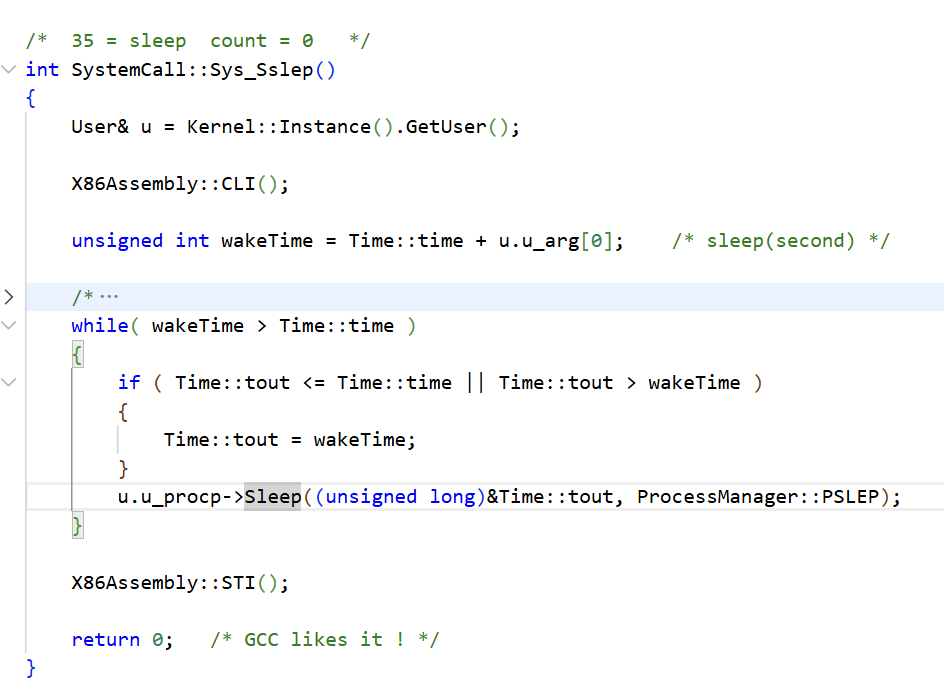 /*  35 = sleep  count = 0   */
int SystemCall::Sys_Sslep()
{
    User& u = Kernel::Instance().GetUser();
    X86Assembly::CLI();
    unsigned int wakeTime = Time::time + u.u_arg[0];    /* sleep(second) */
    /* ···
    while( wakeTime > Time::time )
    {
        if ( Time::tout <= Time::time || Time::tout > wakeTime )
        {
            Time::tout = wakeTime;
        }
        u.u_procp->Sleep((unsigned long)&Time::tout, ProcessManager::PSLEP);
    }
    X86Assembly::STI();
    return 0;   /* GCC likes it ! */
}